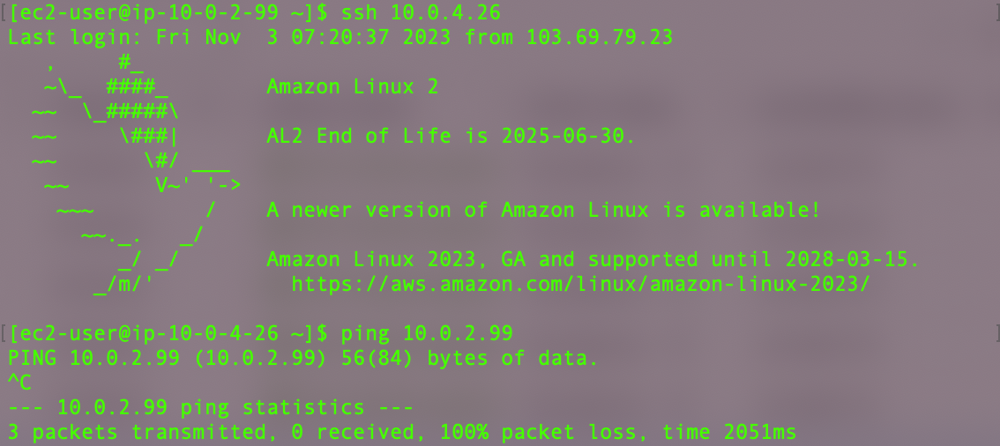 [[ec2-user@ip-10-0-2-99 ~]$ ssh 10.0.4.26 ]
Last login: Fri Nov  3 07:20:37 2023 from 103.69.79.23
   ,     #_
   ~\_  ####_        Amazon Linux 2
  ~~  \_#####\
  ~~     \###|       AL2 End of Life is 2025-06-30.
  ~~       \#/ ___
   ~~       V~' '->
    ~~~         /    A newer version of Amazon Linux is available!
      ~~._.   _/
         _/ _/       Amazon Linux 2023, GA and supported until 2028-03-15.
       _/m/'           https://aws.amazon.com/linux/amazon-linux-2023/

[[ec2-user@ip-10-0-4-26 ~]$ ping 10.0.2.99 ]
PING 10.0.2.99 (10.0.2.99) 56(84) bytes of data.
^C
--- 10.0.2.99 ping statistics ---
3 packets transmitted, 0 received, 100% packet loss, time 2051ms